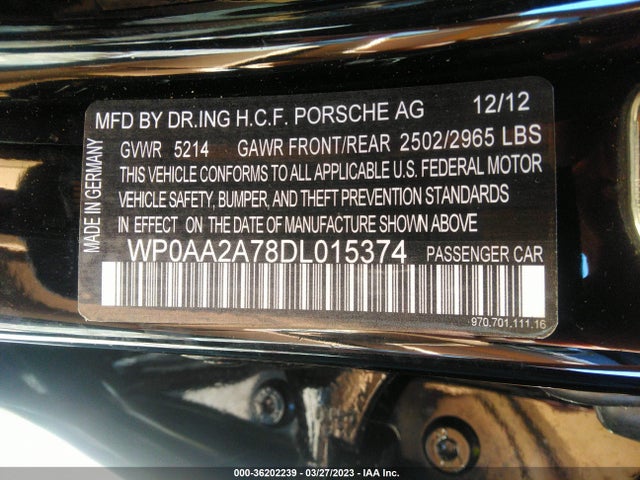 MFD BY DR.ING H.C.F. PORSCHE AG 12/12
GVWR 5214 GAWR FRONT/REAR 2502/2965 LBS
THIS VEHICLE CONFORMS TO ALL APPLICABLE U.S. FEDERAL MOTOR
VEHICLE SAFETY, BUMPER, AND THEFT PREVENTION STANDARDS
IN EFFECT ON THE DATE OF MANUFACTURE SHOWN ABOVE
WP0AA2A78DL015374 PASSENGER CAR
MADE IN GERMANY
970.701.111.16
000-36202239 - 03/27/2023 - IAA Inc.